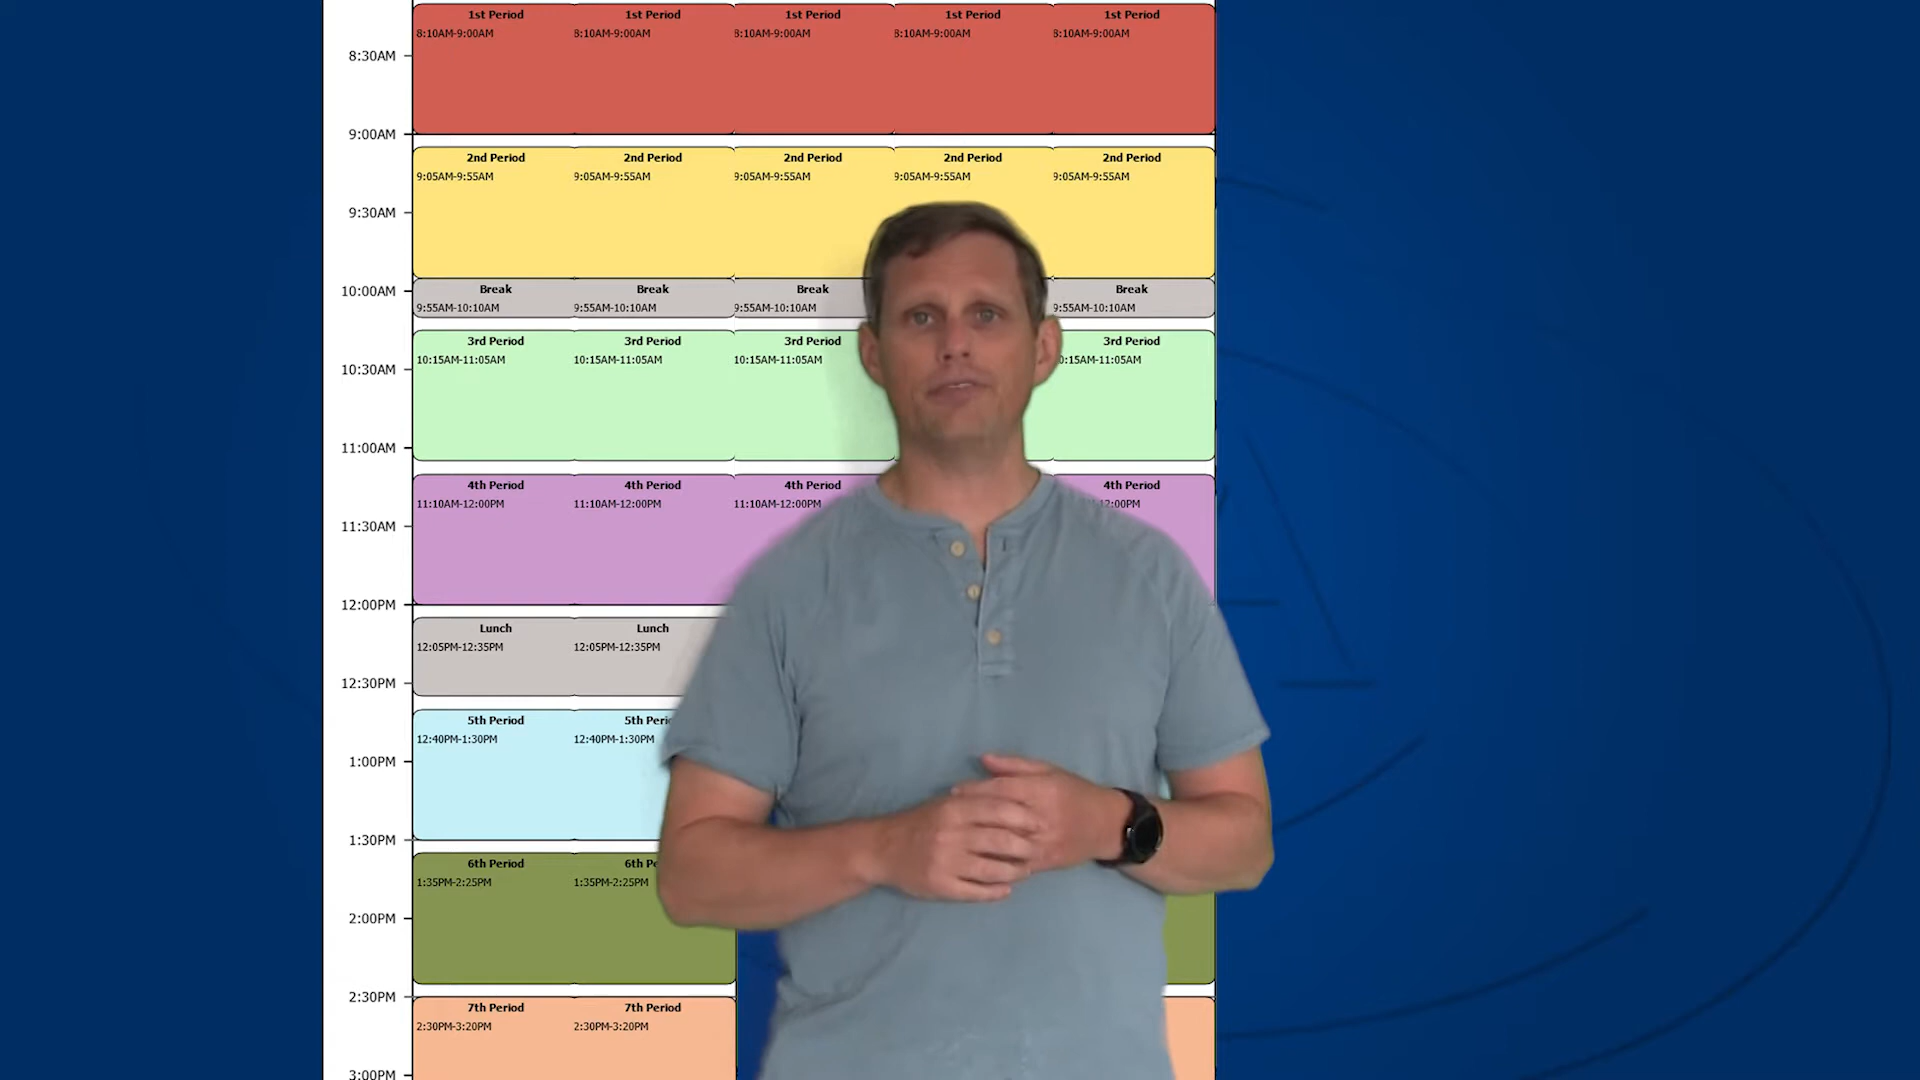 1st Period 1st Period 1st Period 1st Period 1st Period
8:10AM-9:00AM 8:10AM-9:00AM 8:10AM-9:00AM 8:10AM-9:00AM 8:10AM-9:00AM
8:30AM
9:00AM
2nd Period 2nd Period 2nd Period 2nd Period 2nd Period
9:05AM-9:55AM 9:05AM-9:55AM 9:05AM-9:55AM 9:05AM-9:55AM 9:05AM-9:55AM
9:30AM
10:00AM Break Break Break Break
9:55AM-10:10AM 9:55AM-10:10AM 9:55AM-10:10AM 9:55AM-10:10AM
3rd Period 3rd Period 3rd Period 3rd Period
10:15AM-11:05AM 10:15AM-11:05AM 10:15AM-11:05AM 0:15AM-11:05AM
10:30AM
11:00AM
4th Period 4th Period 4th Period 4th Period
11:10AM-12:00PM 11:10AM-12:00PM 11:10AM-12:00PM 2:00PM
11:30AM
12:00PM
Lunch Lunch
12:05PM-12:35PM 12:05PM-12:35PM
12:30PM
5th Period 5th Perio
12:40PM-1:30PM 12:40PM-1:30PM
1:00PM
1:30PM
6th Period 6th Pe
1:35PM-2:25PM 1:35PM-2:25PM
2:00PM
2:30PM
7th Period 7th Period
2:30PM-3:20PM 2:30PM-3:20PM
3:00PM